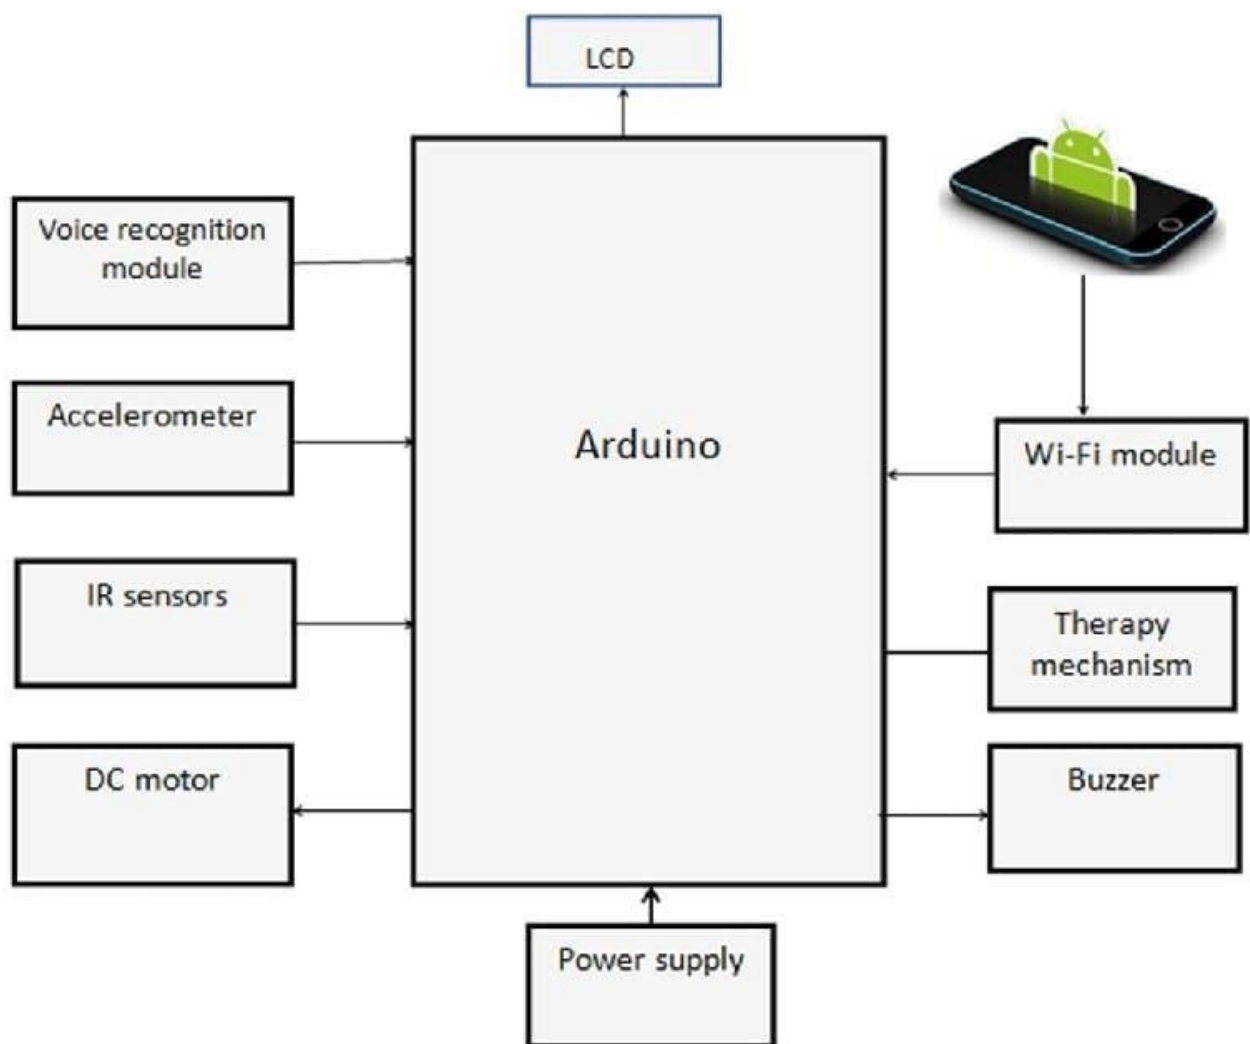 LCD
Voice recognition
module
Accelerometer
Arduino
Wi-Fi module
IR sensors
Therapy
mechanism
DC motor
Buzzer
Power supply